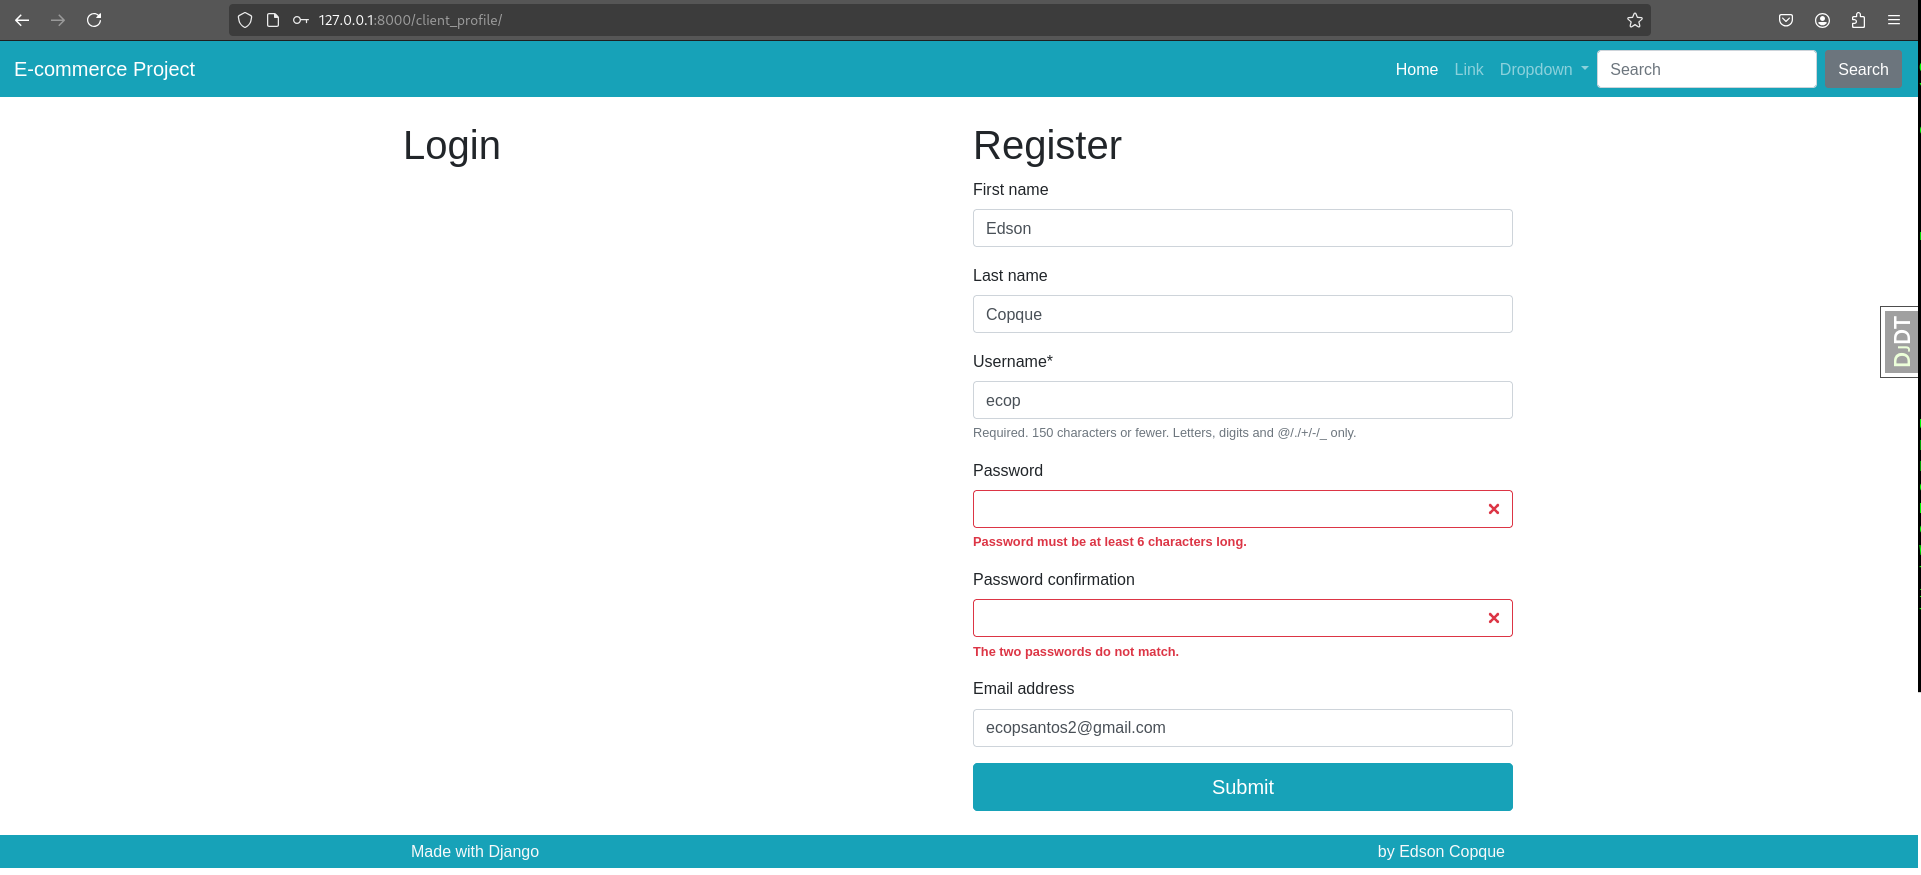 127.0.0.1:8000/client_profile/
E-commerce Project
Home Link Dropdown Search Search
Login
Register
First name
Edson
Last name
Copque
Username*
ecop
Required. 150 characters or fewer. Letters, digits and @/./+/-/_ only.
Password
Password must be at least 6 characters long.
Password confirmation
The two passwords do not match.
Email address
ecopsantos2@gmail.com
Submit
DJDT
Made with Django
by Edson Copque